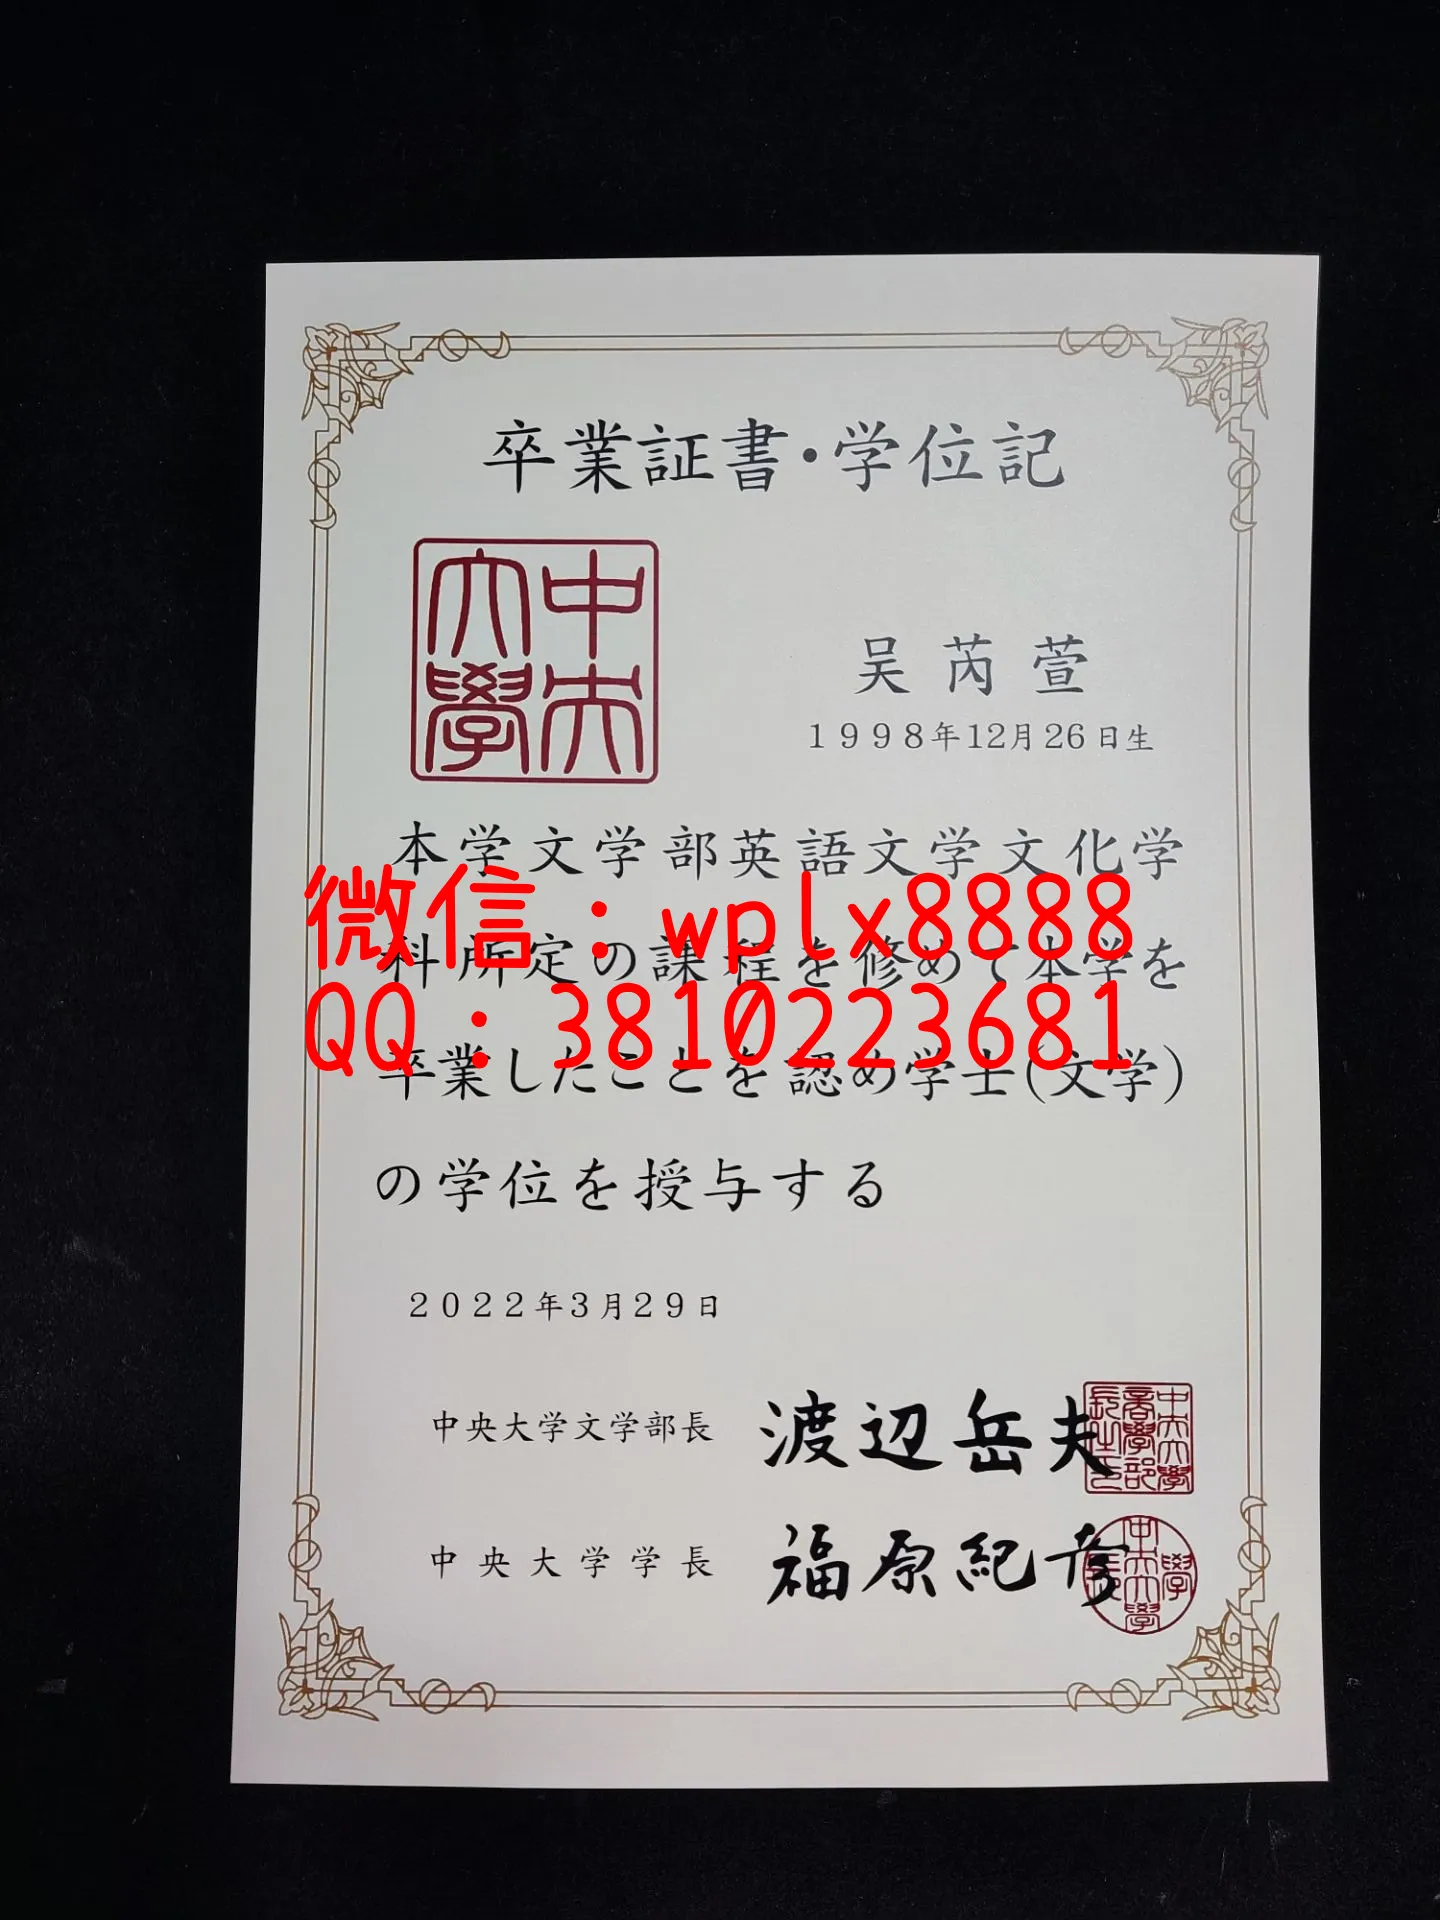 卒業証書・学位記
中央
大學
吴芮萱
1998年12月26日生
本学文学部英語文学文化学
微信：wplx8888
科所定の課程を修めて本学を
QQ：3810223681
卒業したことを認め学士(文学)
の学位を授与する
2022年3月29日
中央大学文学部長 渡辺岳夫
中央大学学長 福原紀彦